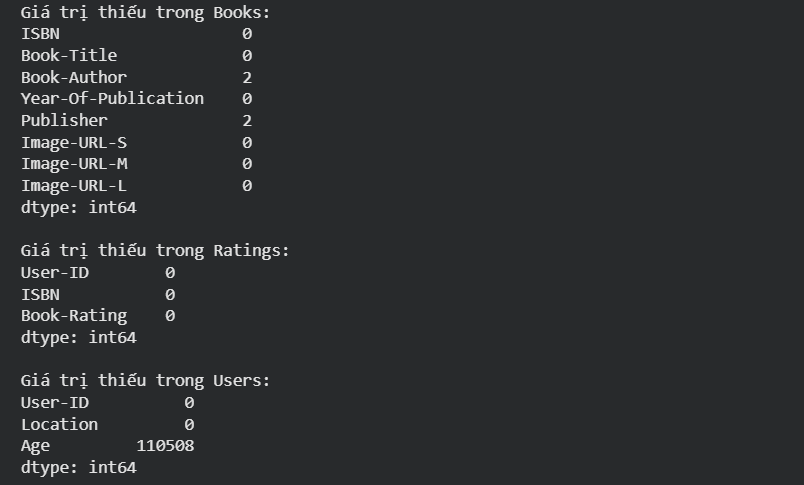 Giá trị thiếu trong Books:
ISBN 0
Book-Title 0
Book-Author 2
Year-Of-Publication 0
Publisher 2
Image-URL-S 0
Image-URL-M 0
Image-URL-L 0
dtype: int64

Giá trị thiếu trong Ratings:
User-ID 0
ISBN 0
Book-Rating 0
dtype: int64

Giá trị thiếu trong Users:
User-ID 0
Location 0
Age 110508
dtype: int64